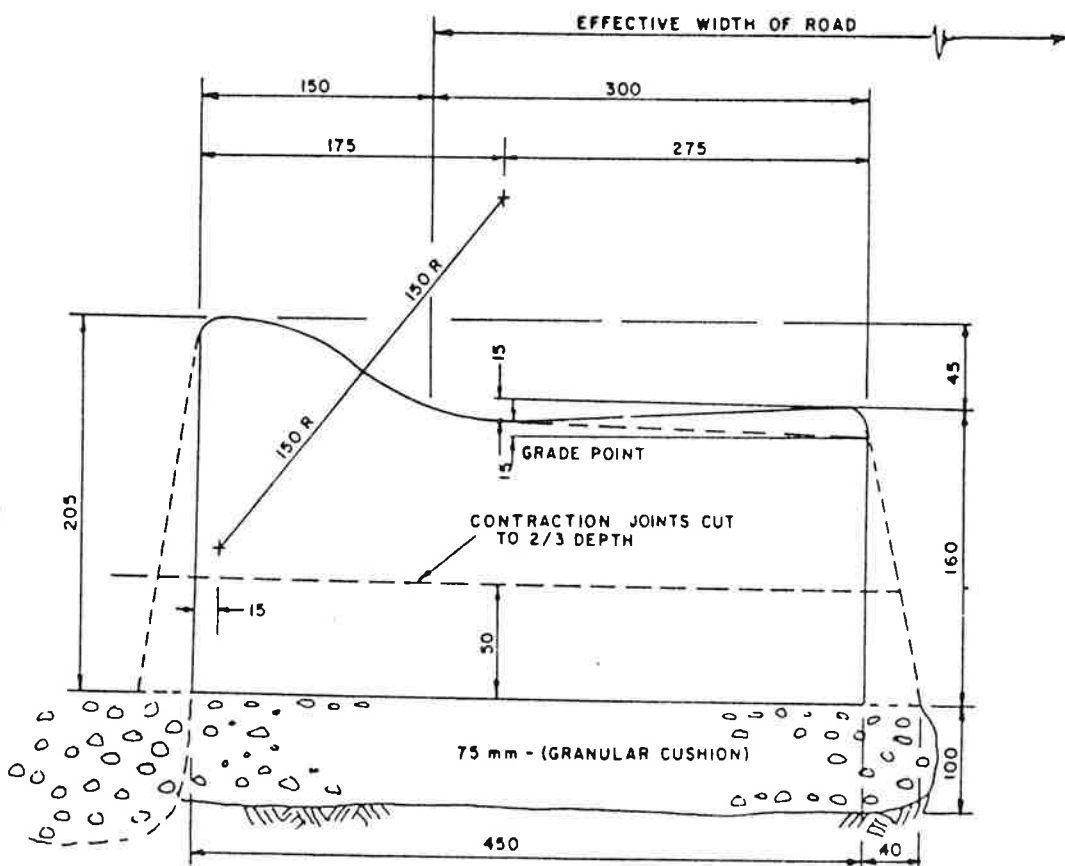 EFFECTIVE WIDTH OF ROAD
150
300
175
275
150 R
150 R
15
45
15
GRADE POINT
205
CONTRACTION JOINTS CUT
TO 2/3 DEPTH
160
15
50
75 mm - (GRANULAR CUSHION)
100
450
40